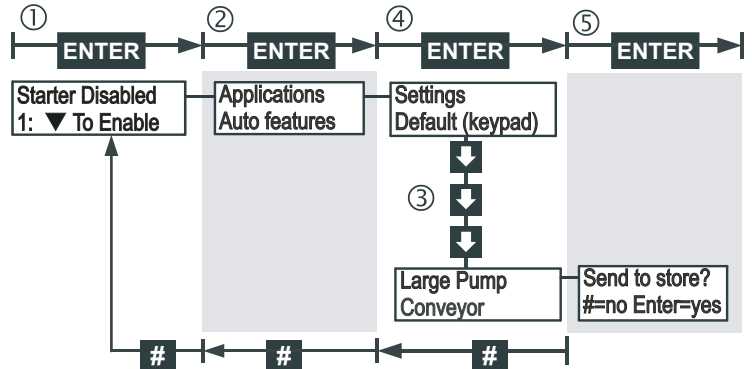 ① ② ④ ⑤
ENTER ENTER ENTER ENTER
Starter Disabled
1: ▼ To Enable
Applications
Auto features
Settings
Default (keypad)
③
Large Pump
Conveyor
Send to store?
#=no Enter=yes
# # #